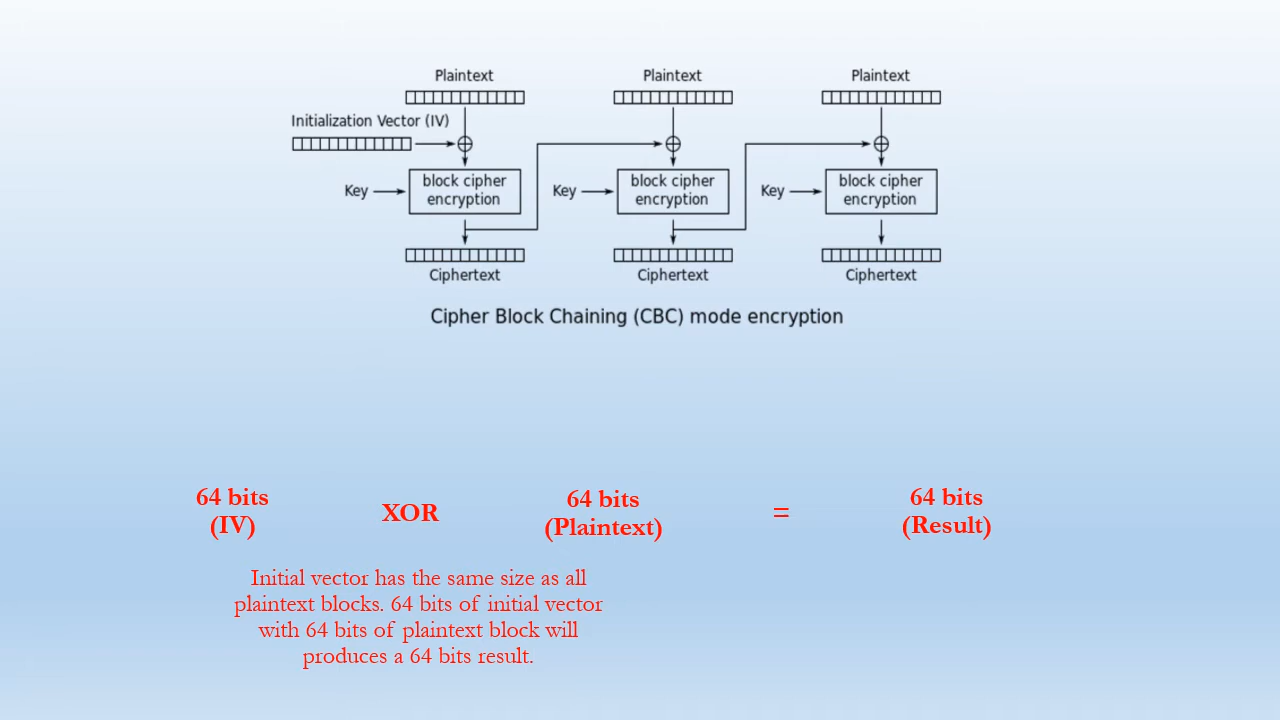 Plaintext
Plaintext
Plaintext
Initialization Vector (IV)
Key
block cipher
encryption
Key
block cipher
encryption
Key
block cipher
encryption
Ciphertext
Ciphertext
Ciphertext
Cipher Block Chaining (CBC) mode encryption
64 bits
(IV)
XOR
64 bits
(Plaintext)
=
64 bits
(Result)
Initial vector has the same size as all
plaintext blocks. 64 bits of initial vector
with 64 bits of plaintext block will
produces a 64 bits result.